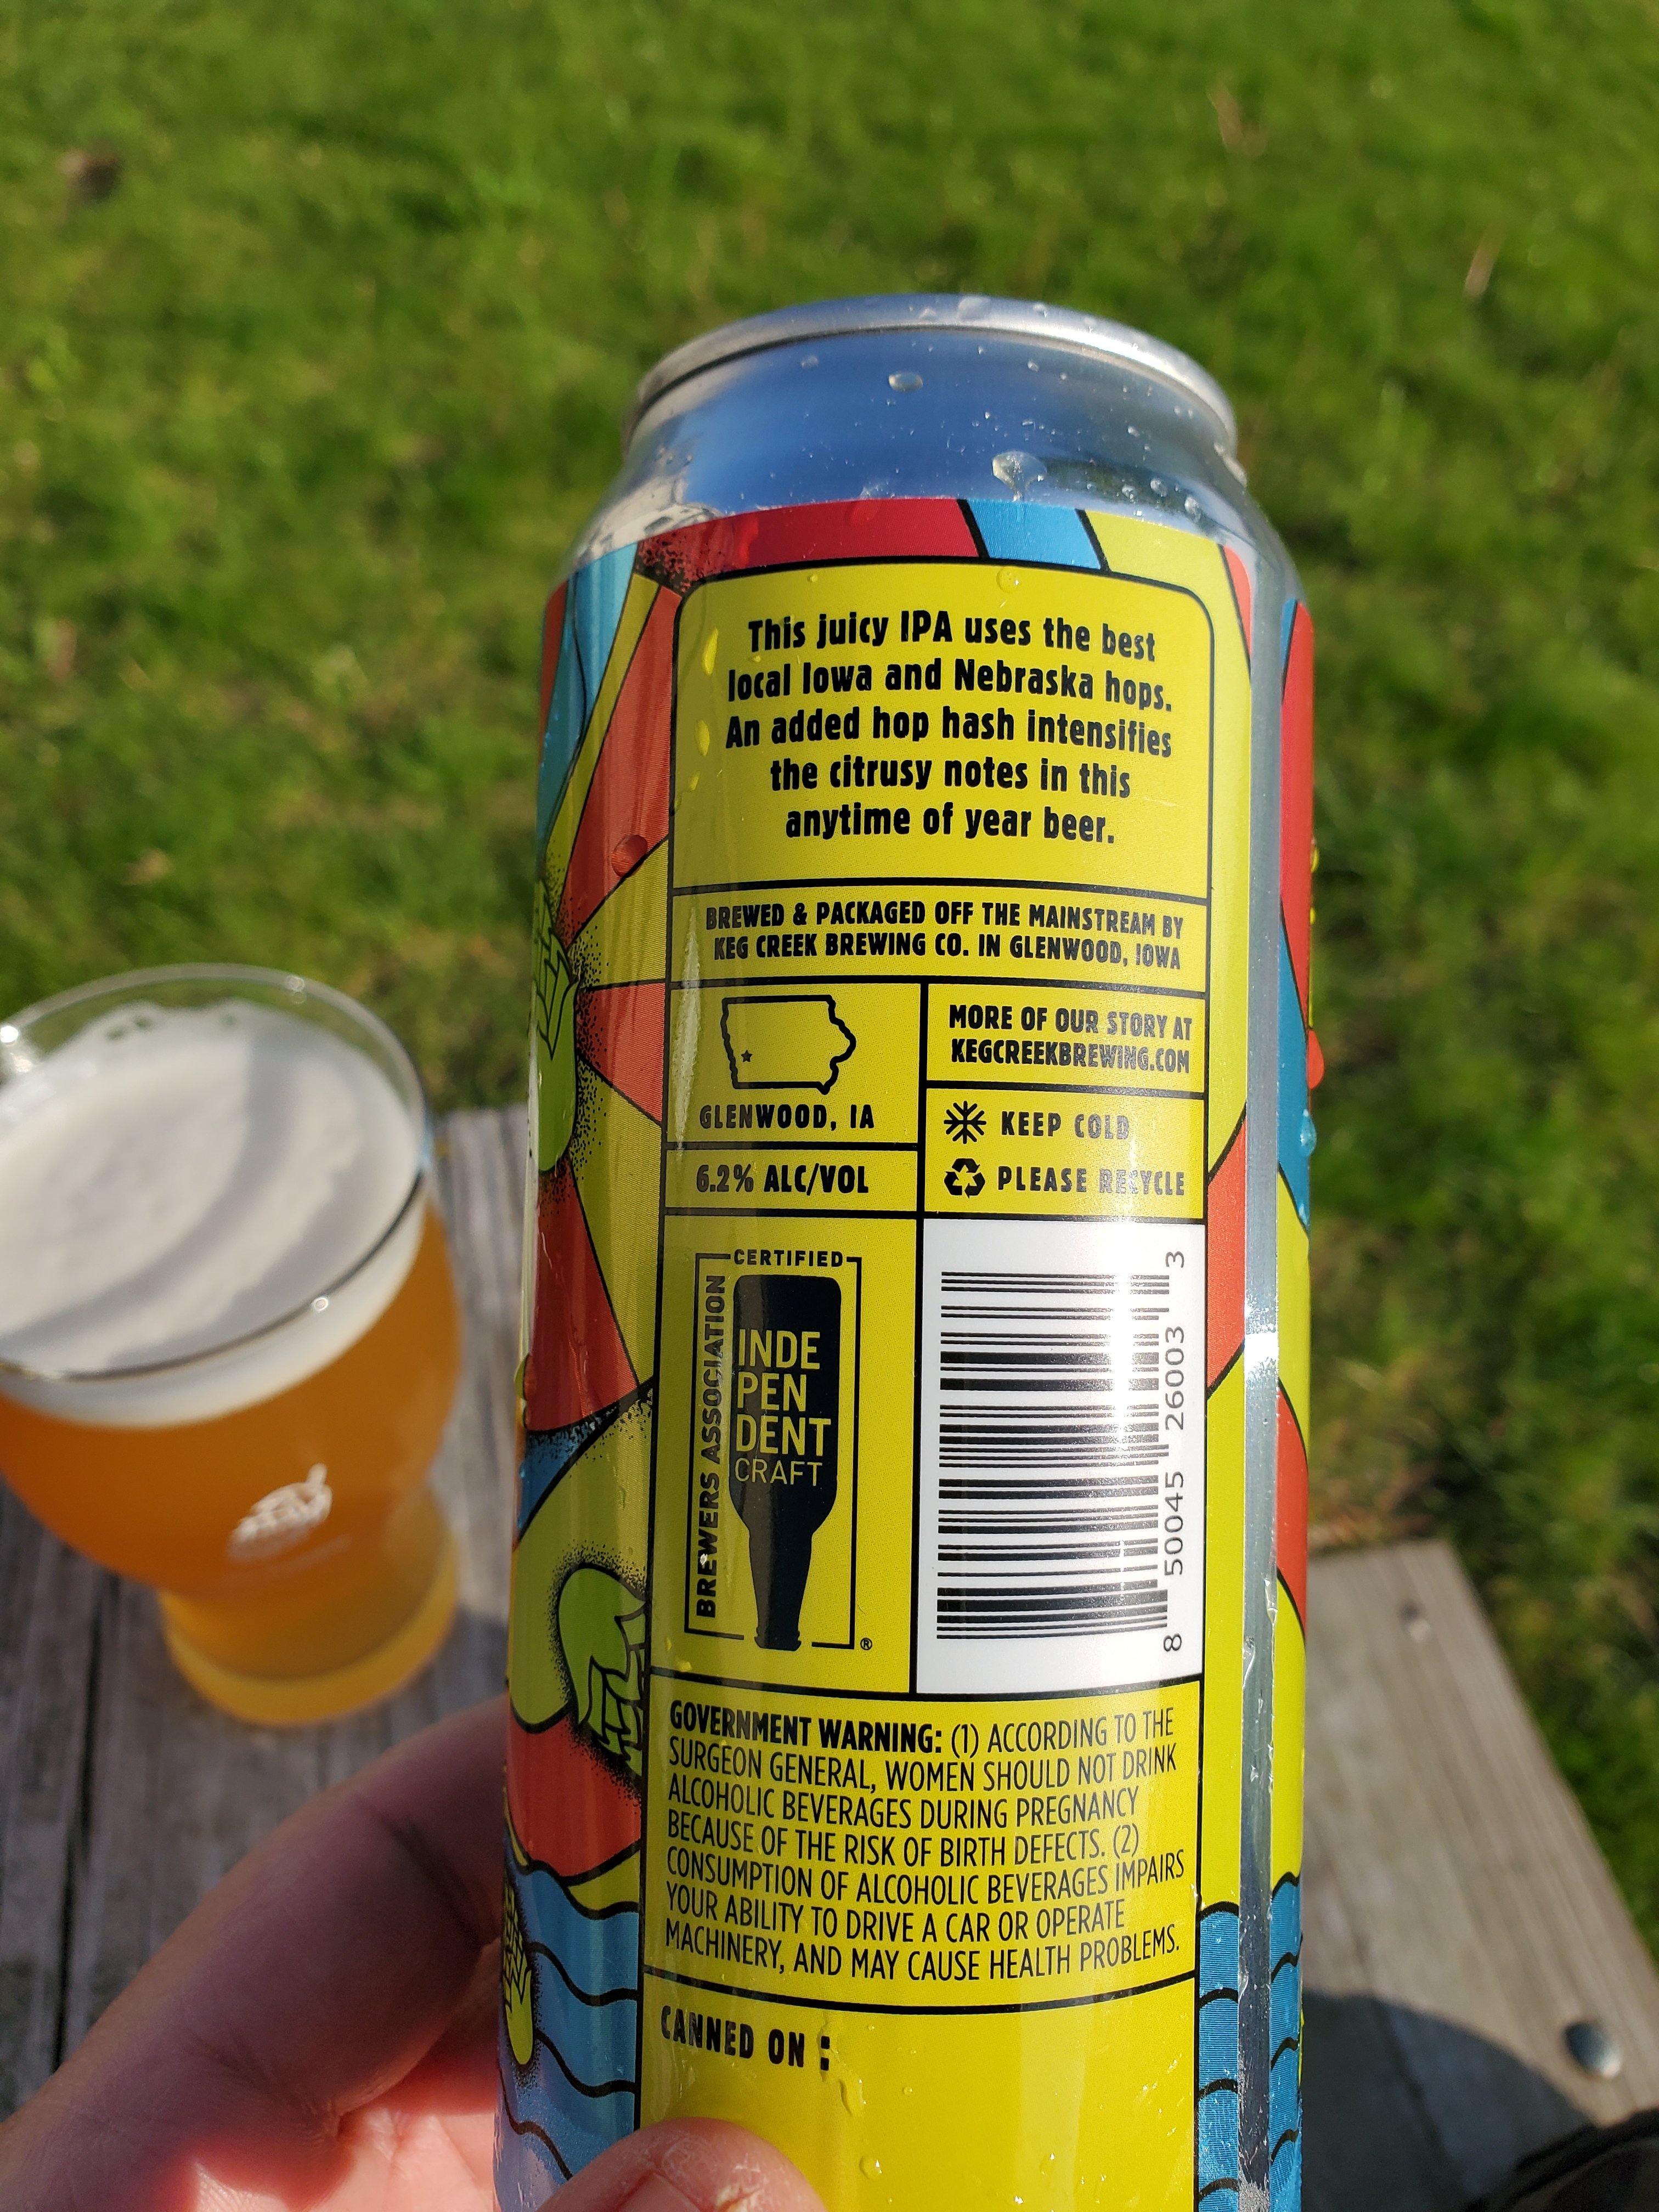 This juicy IPA uses the best
local Iowa and Nebraska hops.
An added hop hash intensifies
the citrusy notes in this
anytime of year beer.
BREWED & PACKAGED OFF THE MAINSTREAM BY
KEG CREEK BREWING CO. IN GLENWOOD, IOWA
GLENWOOD, IA
6.2% ALC/VOL
MORE OF OUR STORY AT
KEGCREEKBREWING.COM
KEEP COLD
PLEASE RECYCLE
CERTIFIED
BREWERS ASSOCIATION
INDE
PEN
DENT
CRAFT
®
8 50045 26003 3
GOVERNMENT WARNING: (1) ACCORDING TO THE
SURGEON GENERAL, WOMEN SHOULD NOT DRINK
ALCOHOLIC BEVERAGES DURING PREGNANCY
BECAUSE OF THE RISK OF BIRTH DEFECTS. (2)
CONSUMPTION OF ALCOHOLIC BEVERAGES IMPAIRS
YOUR ABILITY TO DRIVE A CAR OR OPERATE
MACHINERY, AND MAY CAUSE HEALTH PROBLEMS.
CANNED ON :